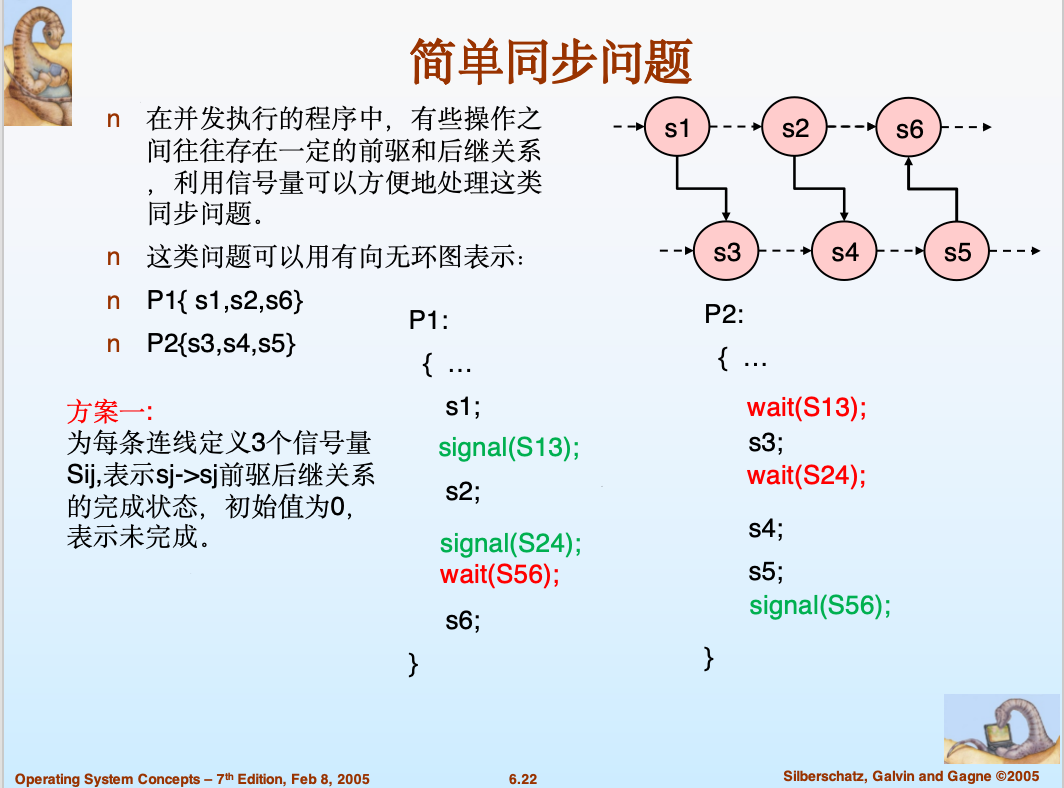 简单同步问题
n 在并发执行的程序中，有些操作之
间往往存在一定的前驱和后继关系
，利用信号量可以方便地处理这类
同步问题。
n 这类问题可以用有向无环图表示：
n P1{ s1,s2,s6}
n P2{s3,s4,s5}
s1
s2
s6
s3
s4
s5
方案一:
为每条连线定义3个信号量
Sij,表示sj->sj前驱后继关系
的完成状态，初始值为0，
表示未完成。
P1:
{ …
s1;
signal(S13);
s2;
signal(S24);
wait(S56);
s6;
}
P2:
{ …
wait(S13);
s3;
wait(S24);
s4;
s5;
signal(S56);
}
Operating System Concepts – 7th Edition, Feb 8, 2005
6.22
Silberschatz, Galvin and Gagne ©2005